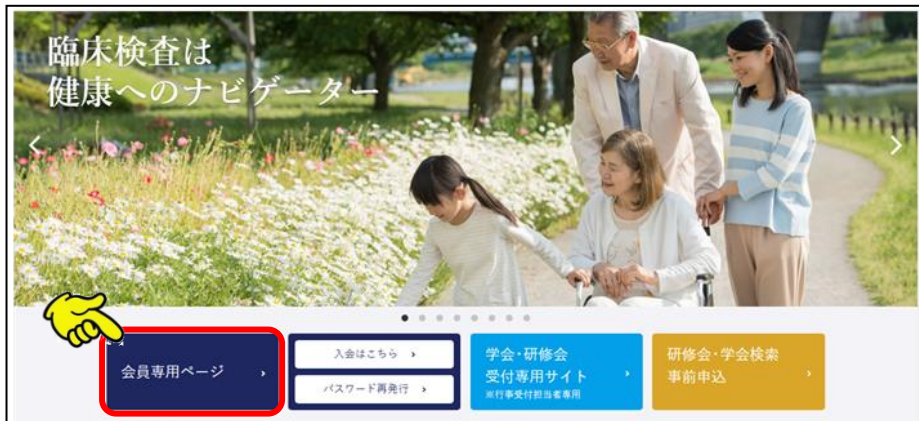 臨床検査は
健康へのナビゲーター
会員専用ページ
入会はこちら
パスワード再発行
学会・研修会
受付専用サイト
※行事受付担当者専用
研修会・学会検索
事前申込